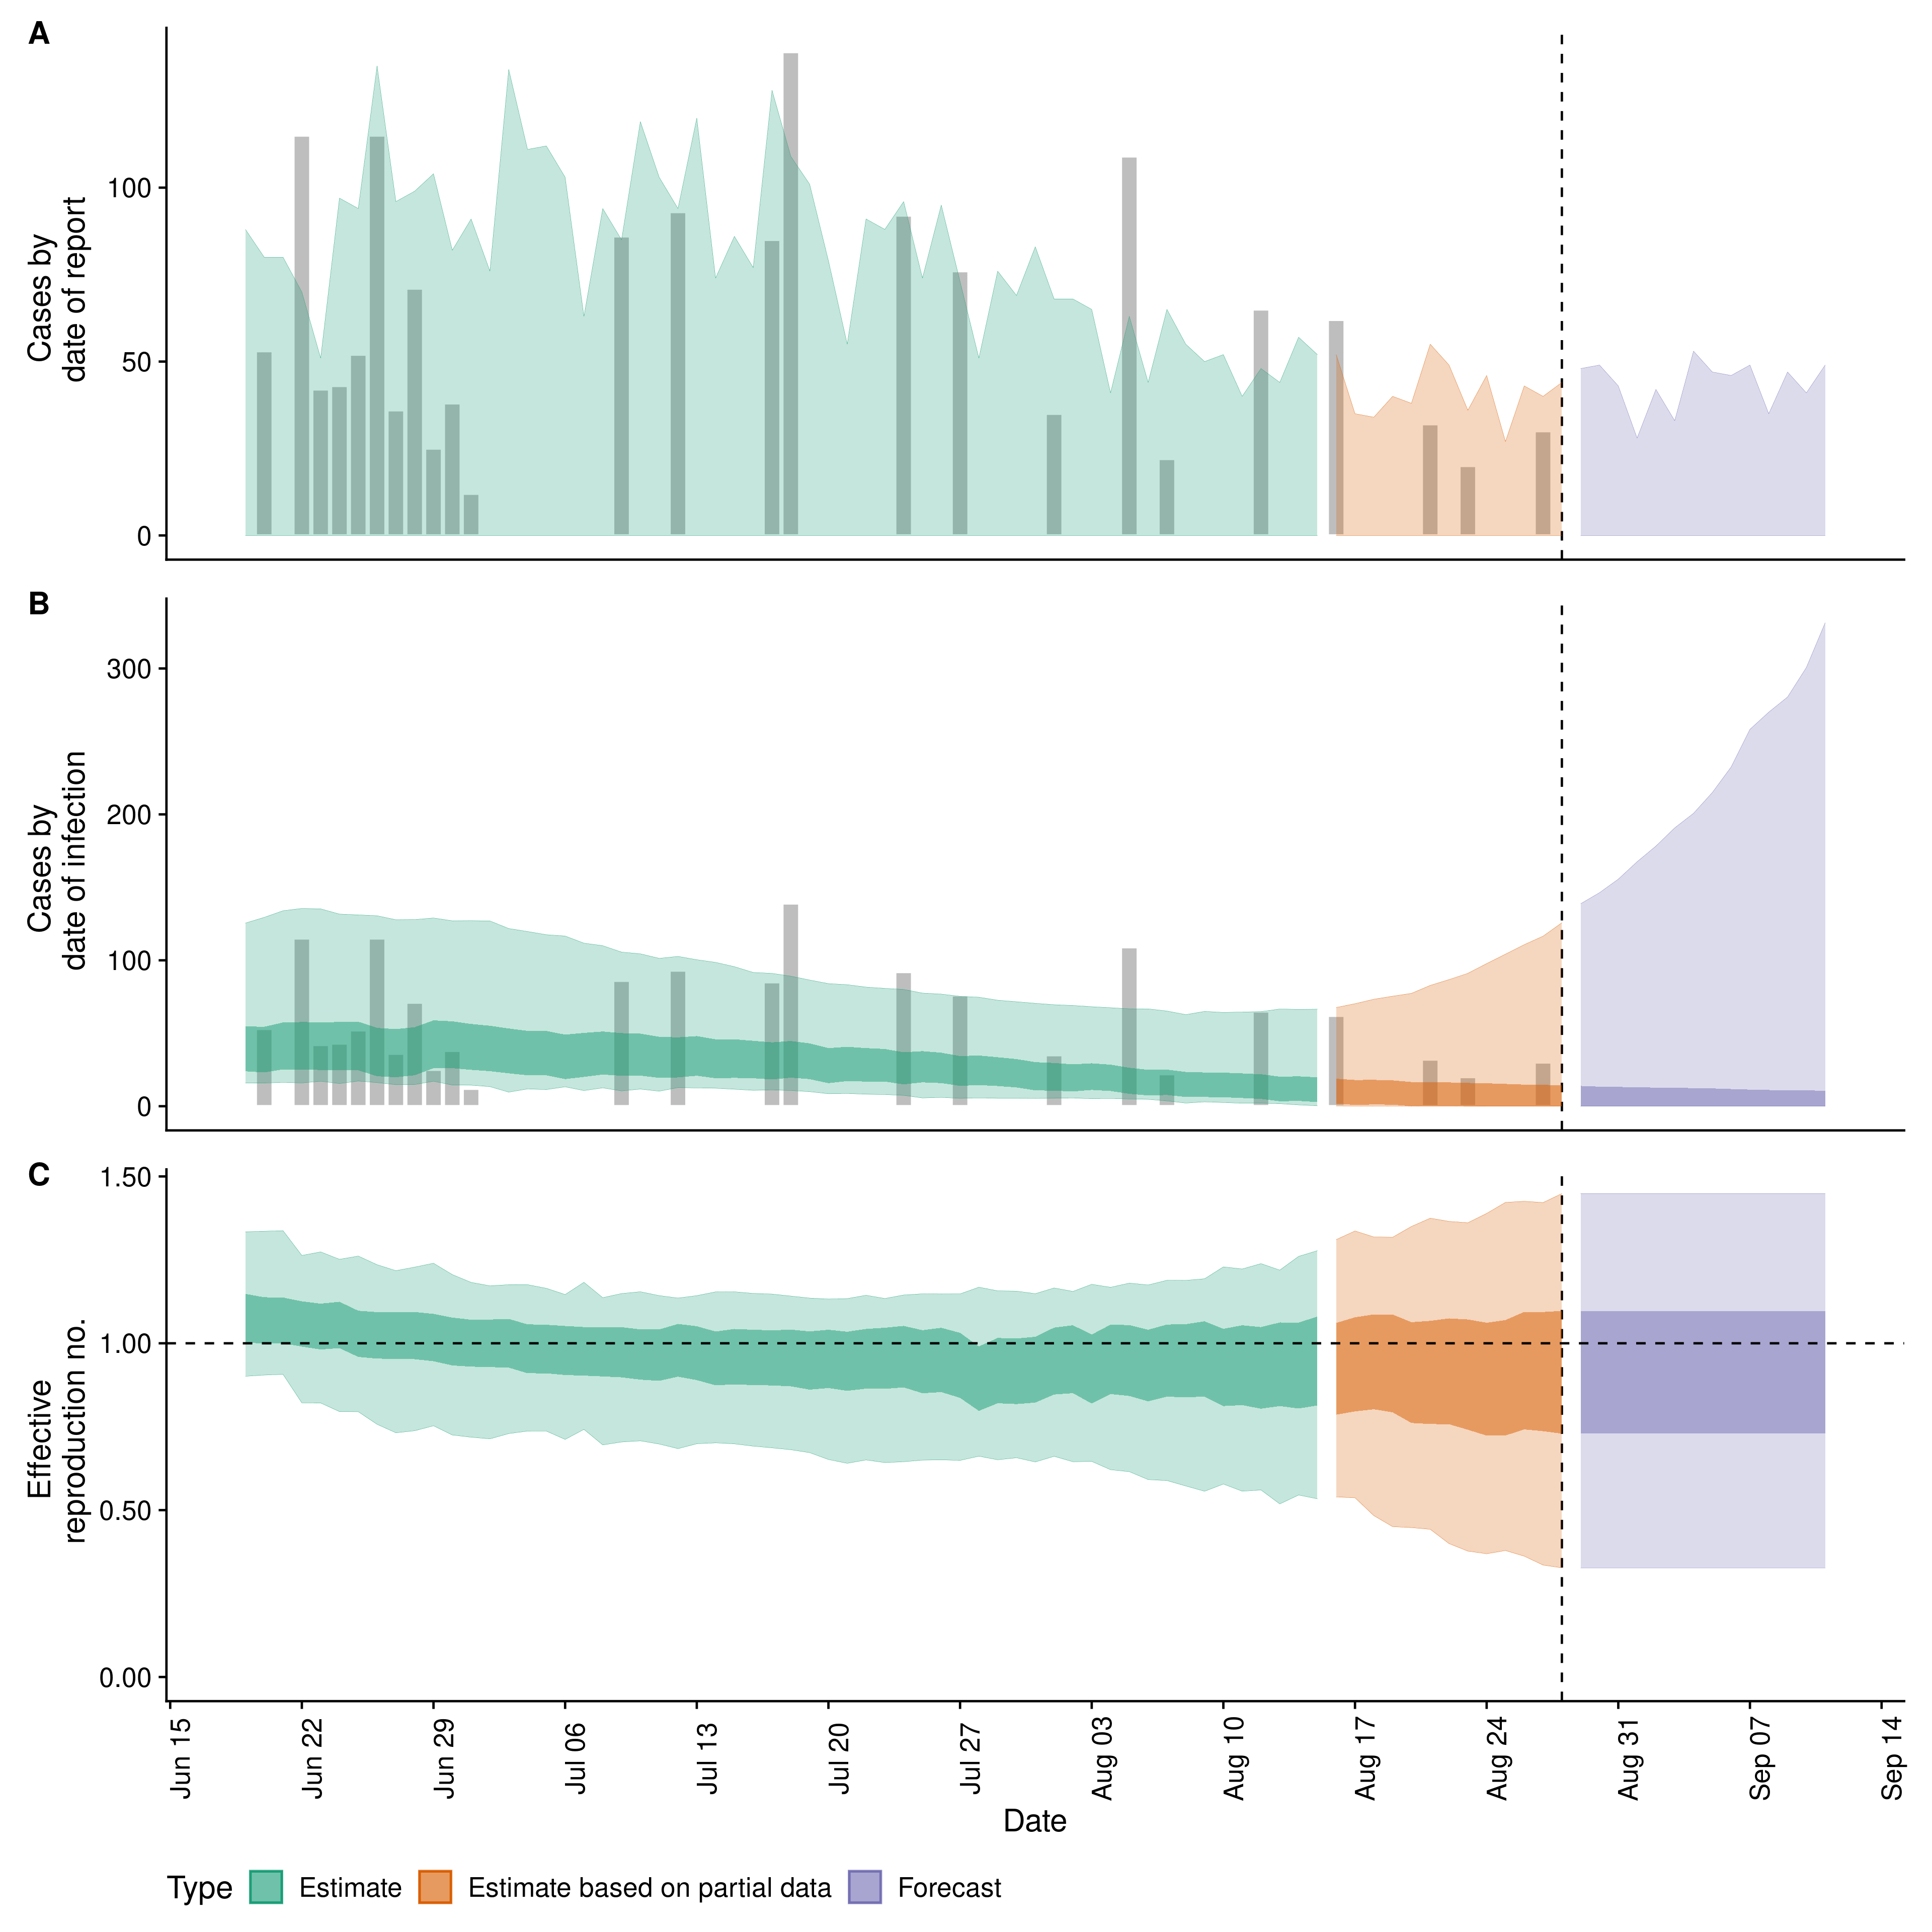 A
Cases by
date of report
100
50
0
B
Cases by
date of infection
300
200
100
0
C
Effective
reproduction no.
1.50
1.00
0.50
0.00
Jun 15
Jun 22
Jun 29
Jul 06
Jul 13
Jul 20
Jul 27
Aug 03
Aug 10
Aug 17
Aug 24
Aug 31
Sep 07
Sep 14
Date
Type Estimate Estimate based on partial data Forecast